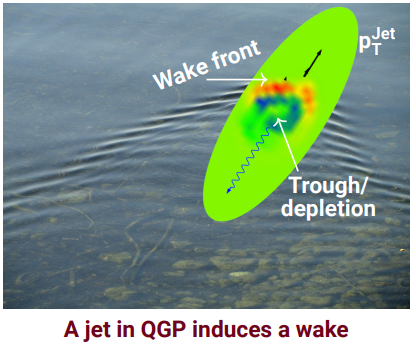 Wake front
p_T^Jet
Trough/
depletion
A jet in QGP induces a wake